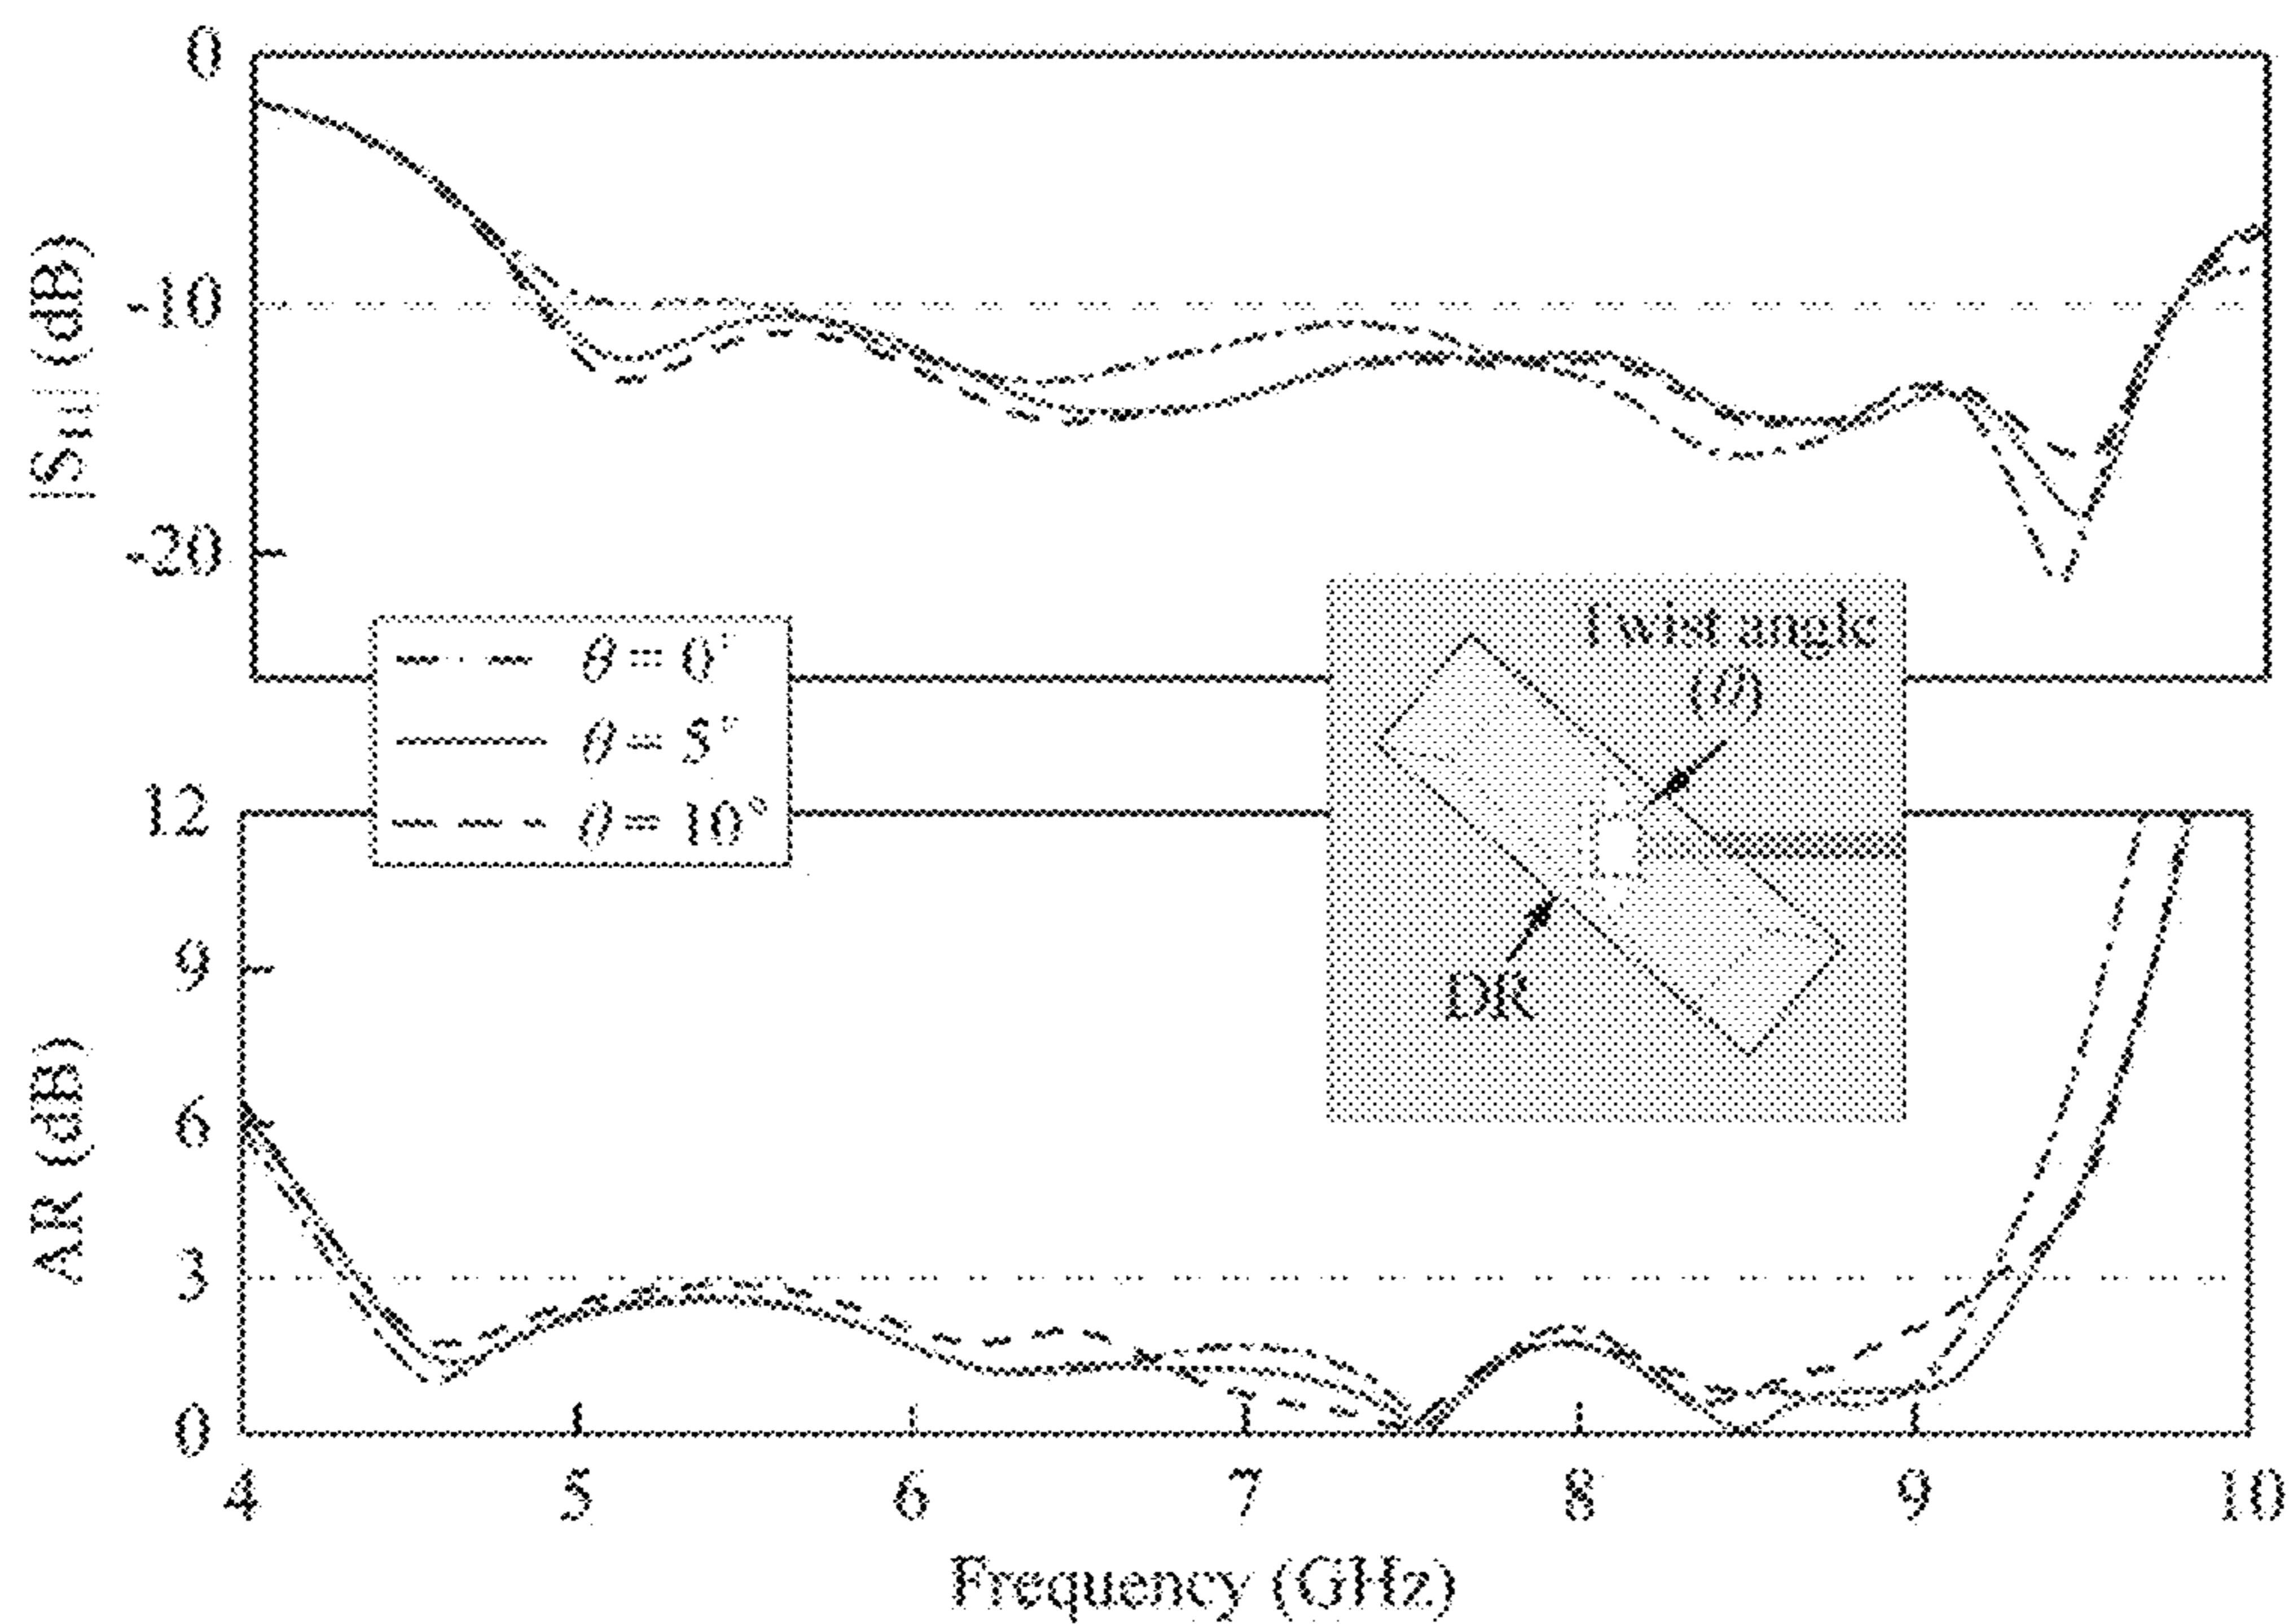 0
-10
-20
|S11| (dB)
θ = 0°
θ = 5°
θ = 10°
Twist angle
(θ)
DR
12
9
6
3
0
AR (dB)
4 5 6 7 8 9 10
Frequency (GHz)